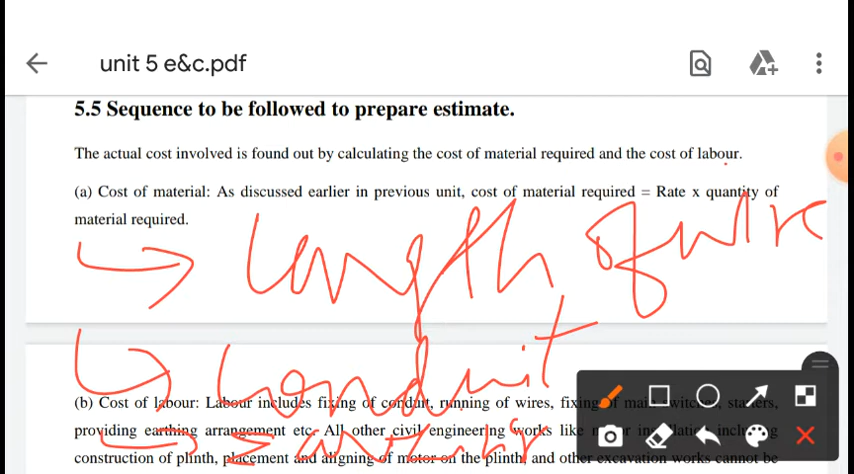 unit 5 e&c.pdf
5.5 Sequence to be followed to prepare estimate.
The actual cost involved is found out by calculating the cost of material required and the cost of labour.
(a) Cost of material: As discussed earlier in previous unit, cost of material required = Rate x quantity of
material required.
Length of wire
Conduit
(b) Cost of labour: Labour includes fixing of conduit, running of wires, fixing of main switches, starters,
providing earthing arrangement etc. All other civil engineering works like
construction of plinth, placement and aligning of motor on the plinth and other excavation works cannot be